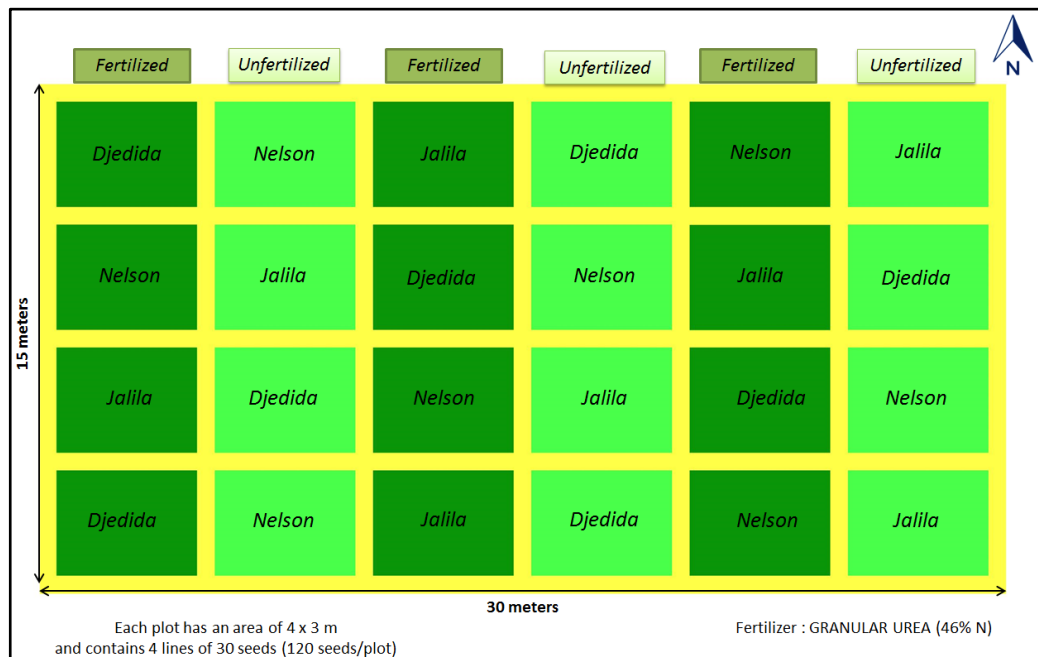 N
Fertilized Unfertilized Fertilized Unfertilized Fertilized Unfertilized
Djedida Nelson Jalila Djedida Nelson Jalila
Nelson Jalila Djedida Nelson Jalila Djedida
15 meters
Jalila Djedida Nelson Jalila Djedida Nelson
Djedida Nelson Jalila Djedida Nelson Jalila
30 meters
Each plot has an area of 4 x 3 m
and contains 4 lines of 30 seeds (120 seeds/plot)
Fertilizer : GRANULAR UREA (46% N)